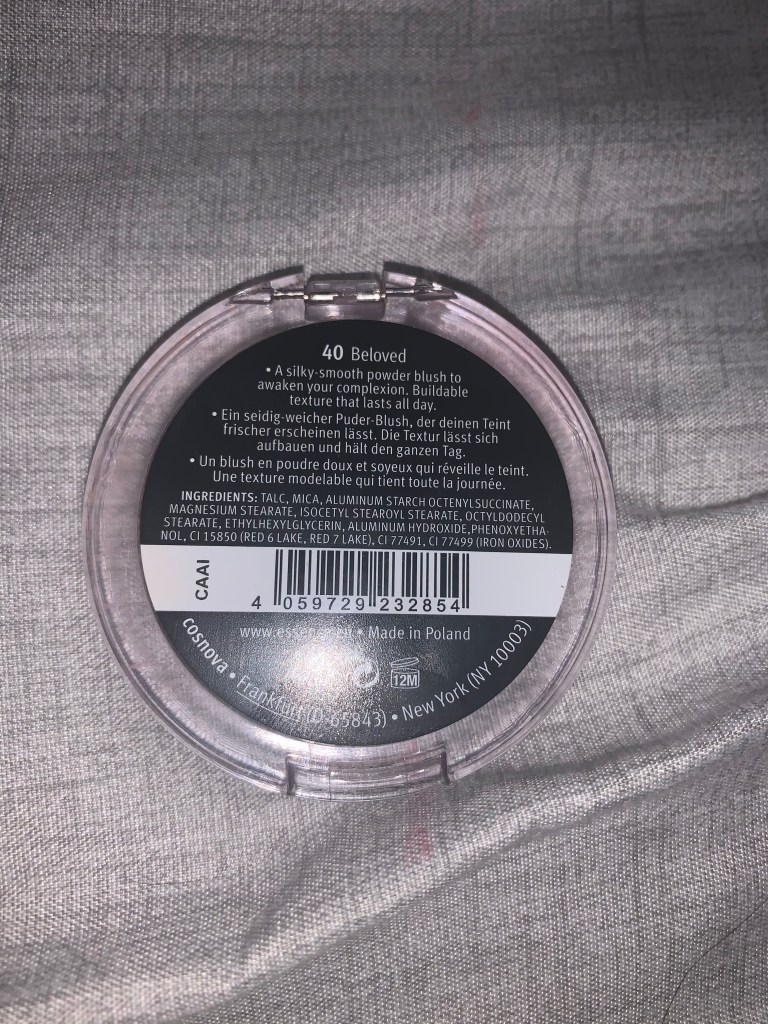 40 Beloved
• A silky-smooth powder blush to
awaken your complexion. Buildable
texture that lasts all day.
• Ein seidig-weicher Puder-Blush, der deinen Teint
frischer erscheinen lässt. Die Textur lässt sich
aufbauen und hält den ganzen Tag.
• Un blush en poudre doux et soyeux qui réveille le teint.
Une texture modelable qui tient toute la journée.
INGREDIENTS: TALC, MICA, ALUMINUM STARCH OCTENYLSUCCINATE,
MAGNESIUM STEARATE, ISOCETYL STEAROYL STEARATE, OCTYLDODECYL
STEARATE, ETHYLHEXYLGLYCERIN, ALUMINUM HYDROXIDE,PHENOXYETHA-
NOL, CI 15850 (RED 6 LAKE, RED 7 LAKE), CI 77491, CI 77499 (IRON OXIDES).
CAAI
4 059729 232854
www.essence.eu • Made in Poland
12M
cosnova • Frankfurt (D-65843) • New York (NY 10003)